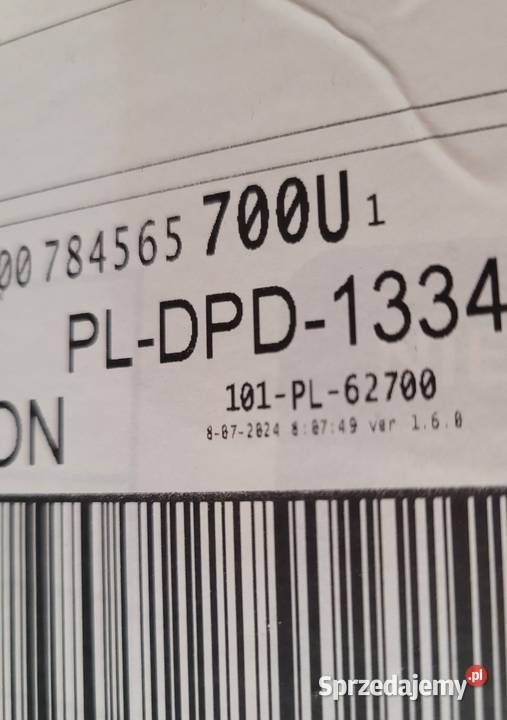 00 784565 700U 1
PL-DPD-1334
101-PL-62700
8-07-2024 8:07:49 ver 1.6.0
ON
Sprzedajemy.pl